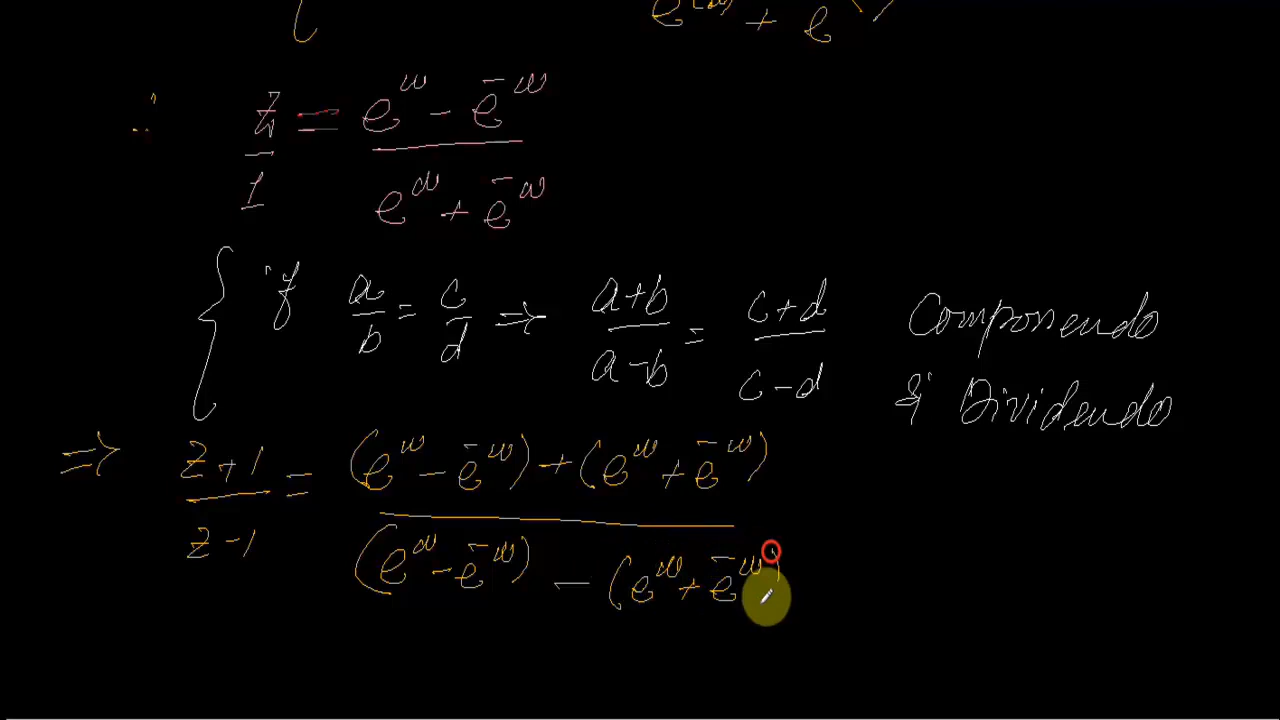 e + e
∴ z/1 = (e^w - e^-w)/(e^w + e^-w)
{ if a/b = c/d ⇒ (a+b)/(a-b) = (c+d)/(c-d) Componendo
& Dividendo
⇒ (z+1)/(z-1) = ((e^w - e^-w) + (e^w + e^-w))/((e^w - e^-w) - (e^w + e^-w))